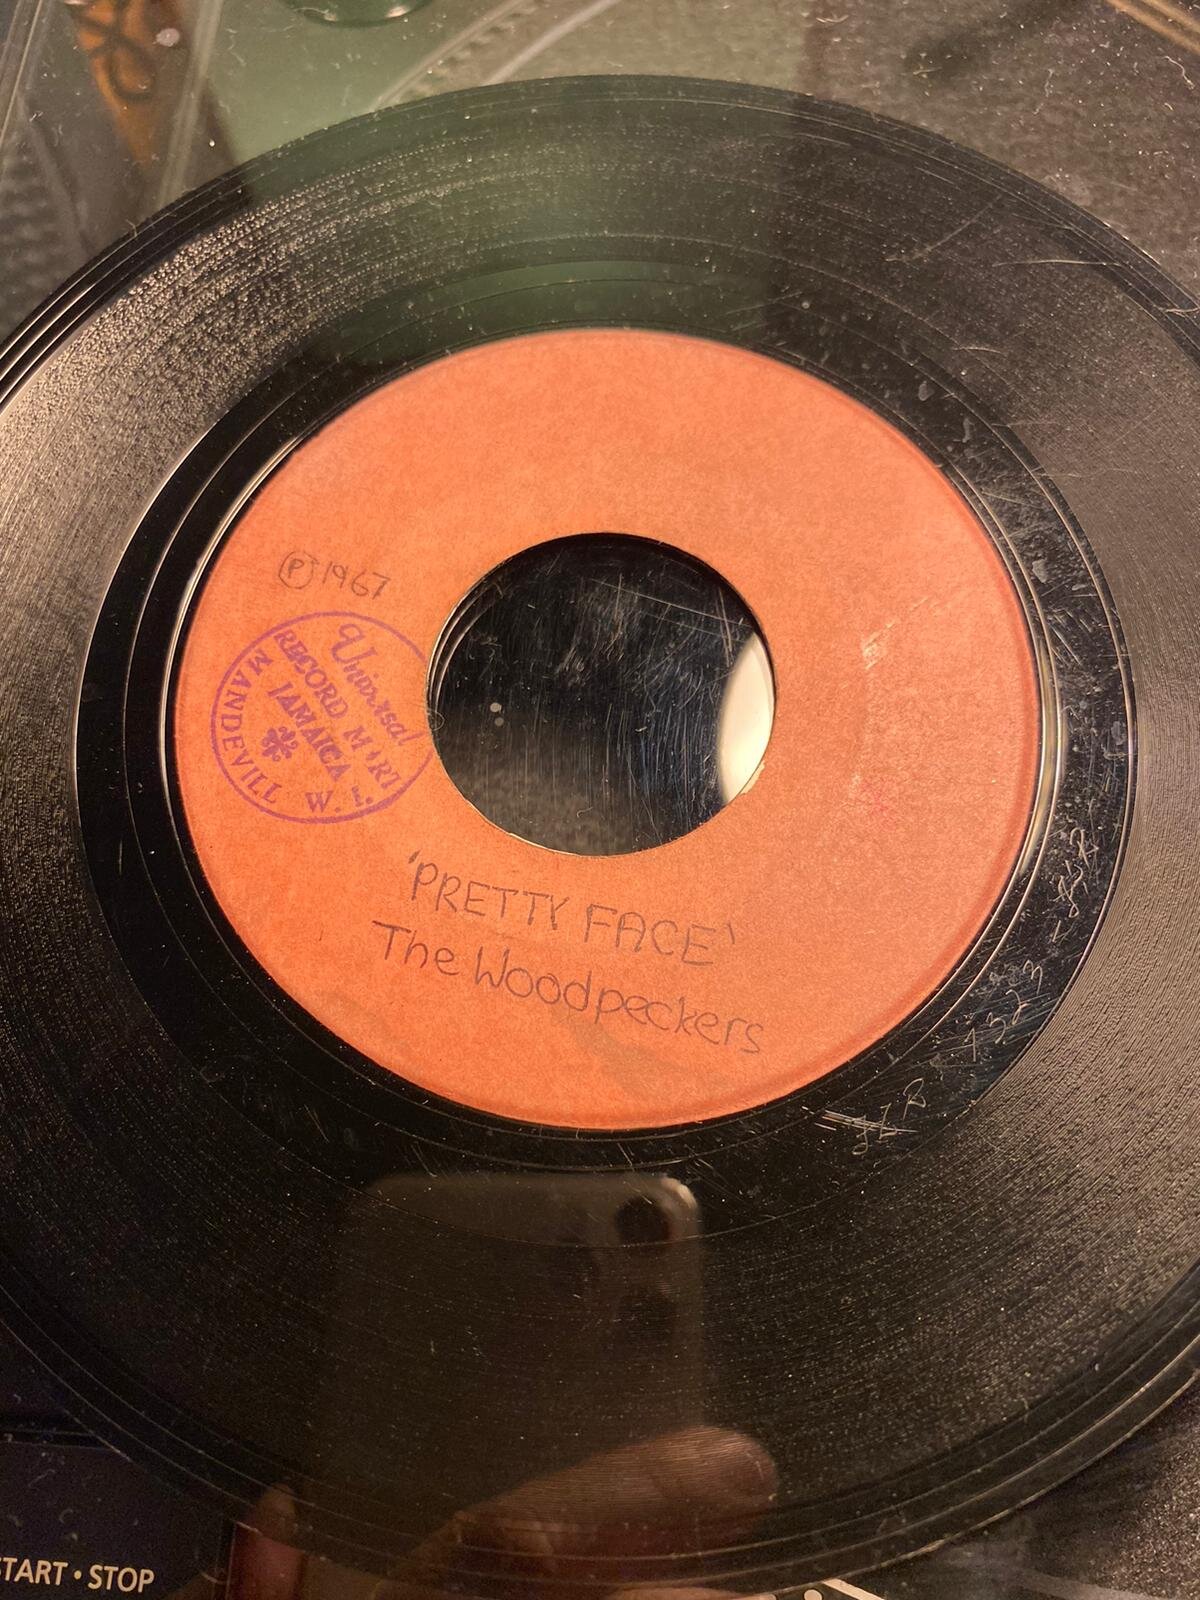 Ⓟ 1967
Universal
RECORD MART
JAMAICA
MANDEVILL W. I.
'PRETTY FACE'
The Woodpeckers
START • STOP